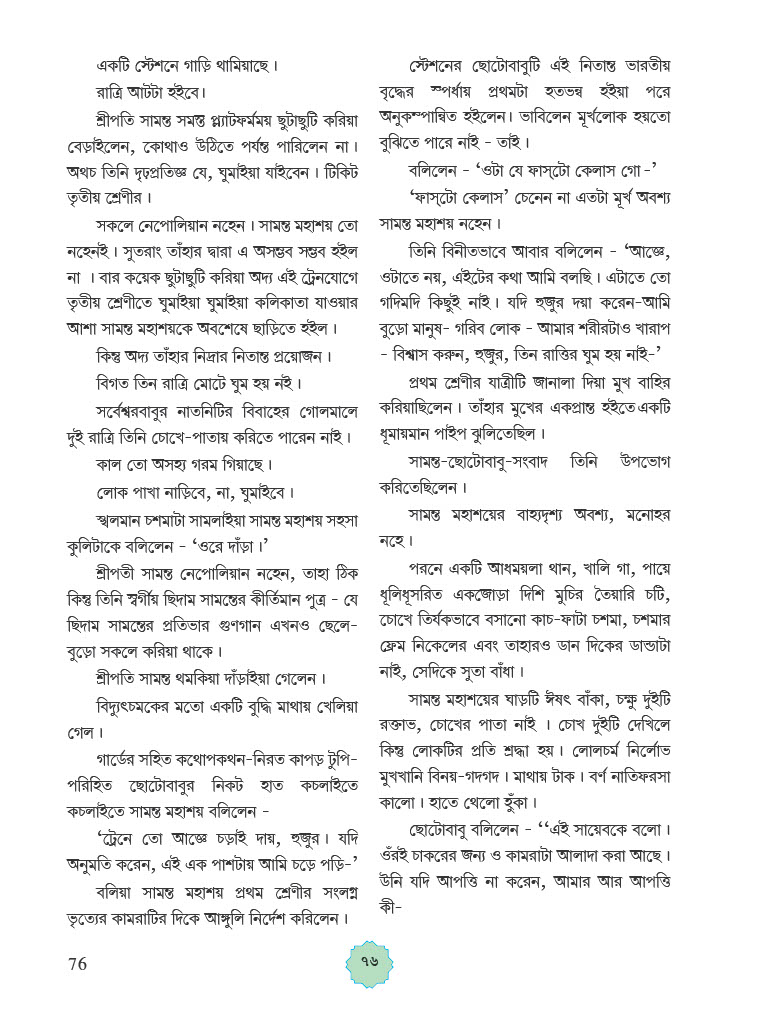 একটি স্টেশনে গাড়ি থামিয়াছে।
রাত্রি আটটা হইবে।
শ্রীপতি সামন্ত সমস্ত প্ল্যাটফর্মময় ছুটাছুটি করিয়া
বেড়াইলেন, কোথাও উঠিতে পর্যন্ত পারিলেন না।
অথচ তিনি দৃঢ়প্রতিজ্ঞ যে, ঘুমাইয়া যাইবেন। টিকিট
তৃতীয় শ্রেণীর।
সকলে নেপোলিয়ান নহেন। সামন্ত মহাশয় তো
নহেনই। সুতরাং তাঁহার দ্বারা এ অসম্ভব সম্ভব হইল
না । বার কয়েক ছুটাছুটি করিয়া অদ্য এই ট্রেনযোগে
তৃতীয় শ্রেণীতে ঘুমাইয়া ঘুমাইয়া কলিকাতা যাওয়ার
আশা সামন্ত মহাশয়কে অবশেষে ছাড়িতে হইল।
কিন্তু অদ্য তাঁহার নিদ্রার নিতান্ত প্রয়োজন।
বিগত তিন রাত্রি মোটে ঘুম হয় নই।
সর্বেশ্বরবাবুর নাতনিটির বিবাহের গোলমালে
দুই রাত্রি তিনি চোখে-পাতায় করিতে পারেন নাই।
কাল তো অসহ্য গরম গিয়াছে।
লোক পাখা নাড়িবে, না, ঘুমাইবে।
স্খলমান চশমাটা সামলাইয়া সামন্ত মহাশয় সহসা
কুলিটাকে বলিলেন - ‘ওরে দাঁড়া।’
শ্রীপতী সামন্ত নেপোলিয়ান নহেন, তাহা ঠিক
কিন্তু তিনি স্বর্গীয় ছিদাম সামন্তের কীর্তিমান পুত্র - যে
ছিদাম সামন্তের প্রতিভার গুণগান এখনও ছেলে-
বুড়ো সকলে করিয়া থাকে।
শ্রীপতি সামন্ত থমকিয়া দাঁড়াইয়া গেলেন।
বিদ্যুৎচমকের মতো একটি বুদ্ধি মাথায় খেলিয়া
গেল।
গার্ডের সহিত কথোপকথন-নিরত কাপড় টুপি-
পরিহিত ছোটোবাবুর নিকট হাত কচলাইতে
কচলাইতে সামন্ত মহাশয় বলিলেন -
‘ট্রেনে তো আজ্ঞে চড়াই দায়, হুজুর। যদি
অনুমতি করেন, এই এক পাশটায় আমি চড়ে পড়ি-’
বলিয়া সামন্ত মহাশয় প্রথম শ্রেণীর সংলগ্ন
ভৃত্যের কামরাটির দিকে আঙ্গুলি নির্দেশ করিলেন।
স্টেশনের ছোটোবাবুটি এই নিতান্ত ভারতীয়
বৃদ্ধের স্পর্ধায় প্রথমটা হতভন্ব হইয়া পরে
অনুকম্পান্বিত হইলেন। ভাবিলেন মূর্খলোক হয়তো
বুঝিতে পারে নাই - তাই।
বলিলেন - ‘ওটা যে ফাস্‌টো কেলাস গো -’
‘ফাস্‌টো কেলাস’ চেনেন না এতটা মূর্খ অবশ্য
সামন্ত মহাশয় নহেন।
তিনি বিনীতভাবে আবার বলিলেন - ‘আজ্ঞে,
ওটাতে নয়, এইটের কথা আমি বলছি। এটাতে তো
গদিমদি কিছুই নাই। যদি হুজুর দয়া করেন-আমি
বুড়ো মানুষ- গরিব লোক - আমার শরীরটাও খারাপ
- বিশ্বাস করুন, হুজুর, তিন রাত্তির ঘুম হয় নাই-’
প্রথম শ্রেণীর যাত্রীটি জানালা দিয়া মুখ বাহির
করিয়াছিলেন। তাঁহার মুখের একপ্রান্ত হইতে একটি
ধূমায়মান পাইপ ঝুলিতেছিল।
সামন্ত-ছোটোবাবু-সংবাদ তিনি উপভোগ
করিতেছিলেন।
সামন্ত মহাশয়ের বাহ্যদৃশ্য অবশ্য, মনোহর
নহে।
পরনে একটি আধময়লা থান, খালি গা, পায়ে
ধূলিধূসরিত একজোড়া দিশি মুচির তৈয়ারি চটি,
চোখে তির্যকভাবে বসানো কাচ-ফাটা চশমা, চশমার
ফ্রেম নিকেলের এবং তাহারও ডান দিকের ডান্ডাটা
নাই, সেদিকে সুতা বাঁধা।
সামন্ত মহাশয়ের ঘাড়টি ঈষৎ বাঁকা, চক্ষু দুইটি
রক্তাভ, চোখের পাতা নাই । চোখ দুইটি দেখিলে
কিন্তু লোকটির প্রতি শ্রদ্ধা হয়। লোলচর্ম নির্লোভ
মুখখানি বিনয়-গদগদ। মাথায় টাক। বর্ণ নাতিফরসা
কালো। হাতে থেলো হুঁকা।
ছোটোবাবু বলিলেন - ‘‘এই সায়েবকে বলো।
ওঁরই চাকরের জন্য ও কামরাটা আলাদা করা আছে।
উনি যদি আপত্তি না করেন, আমার আর আপত্তি
কী-
76
৭৬